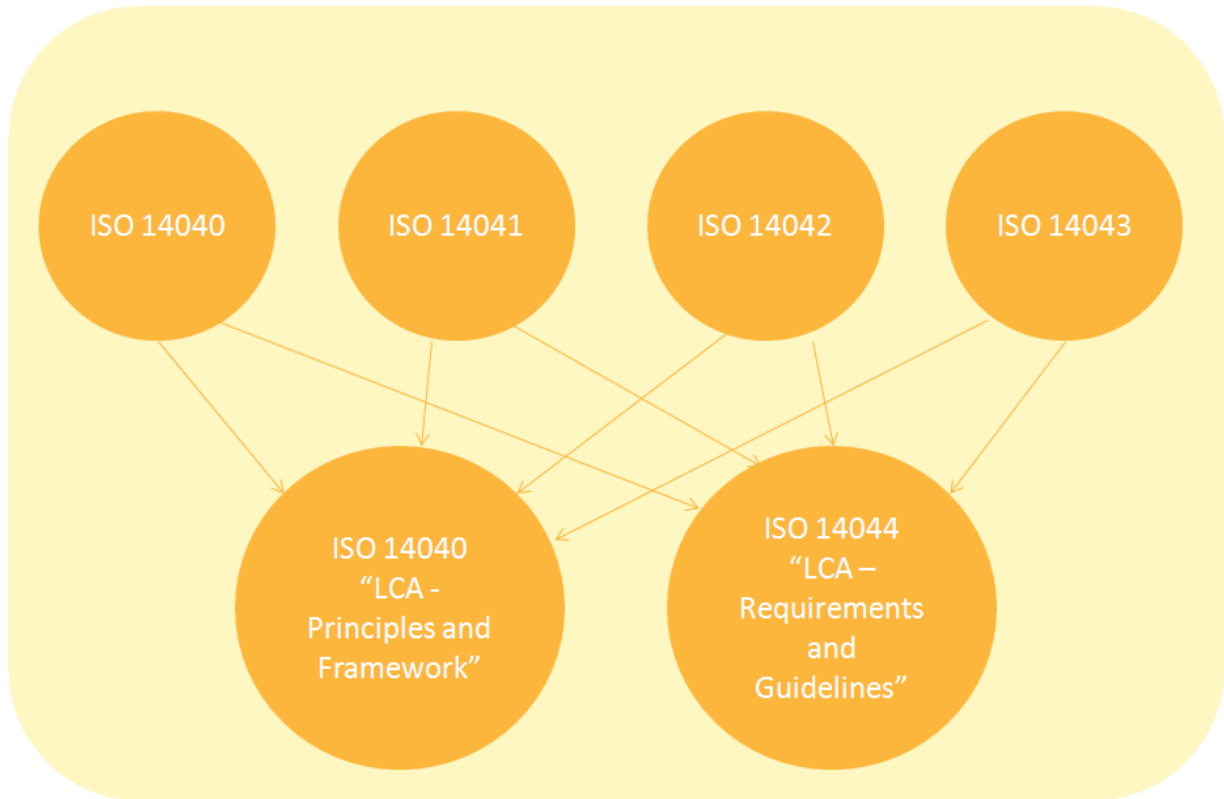 ISO 14040
ISO 14041
ISO 14042
ISO 14043
ISO 14040
“LCA -
Principles and
Framework”
ISO 14044
“LCA –
Requirements
and
Guidelines”